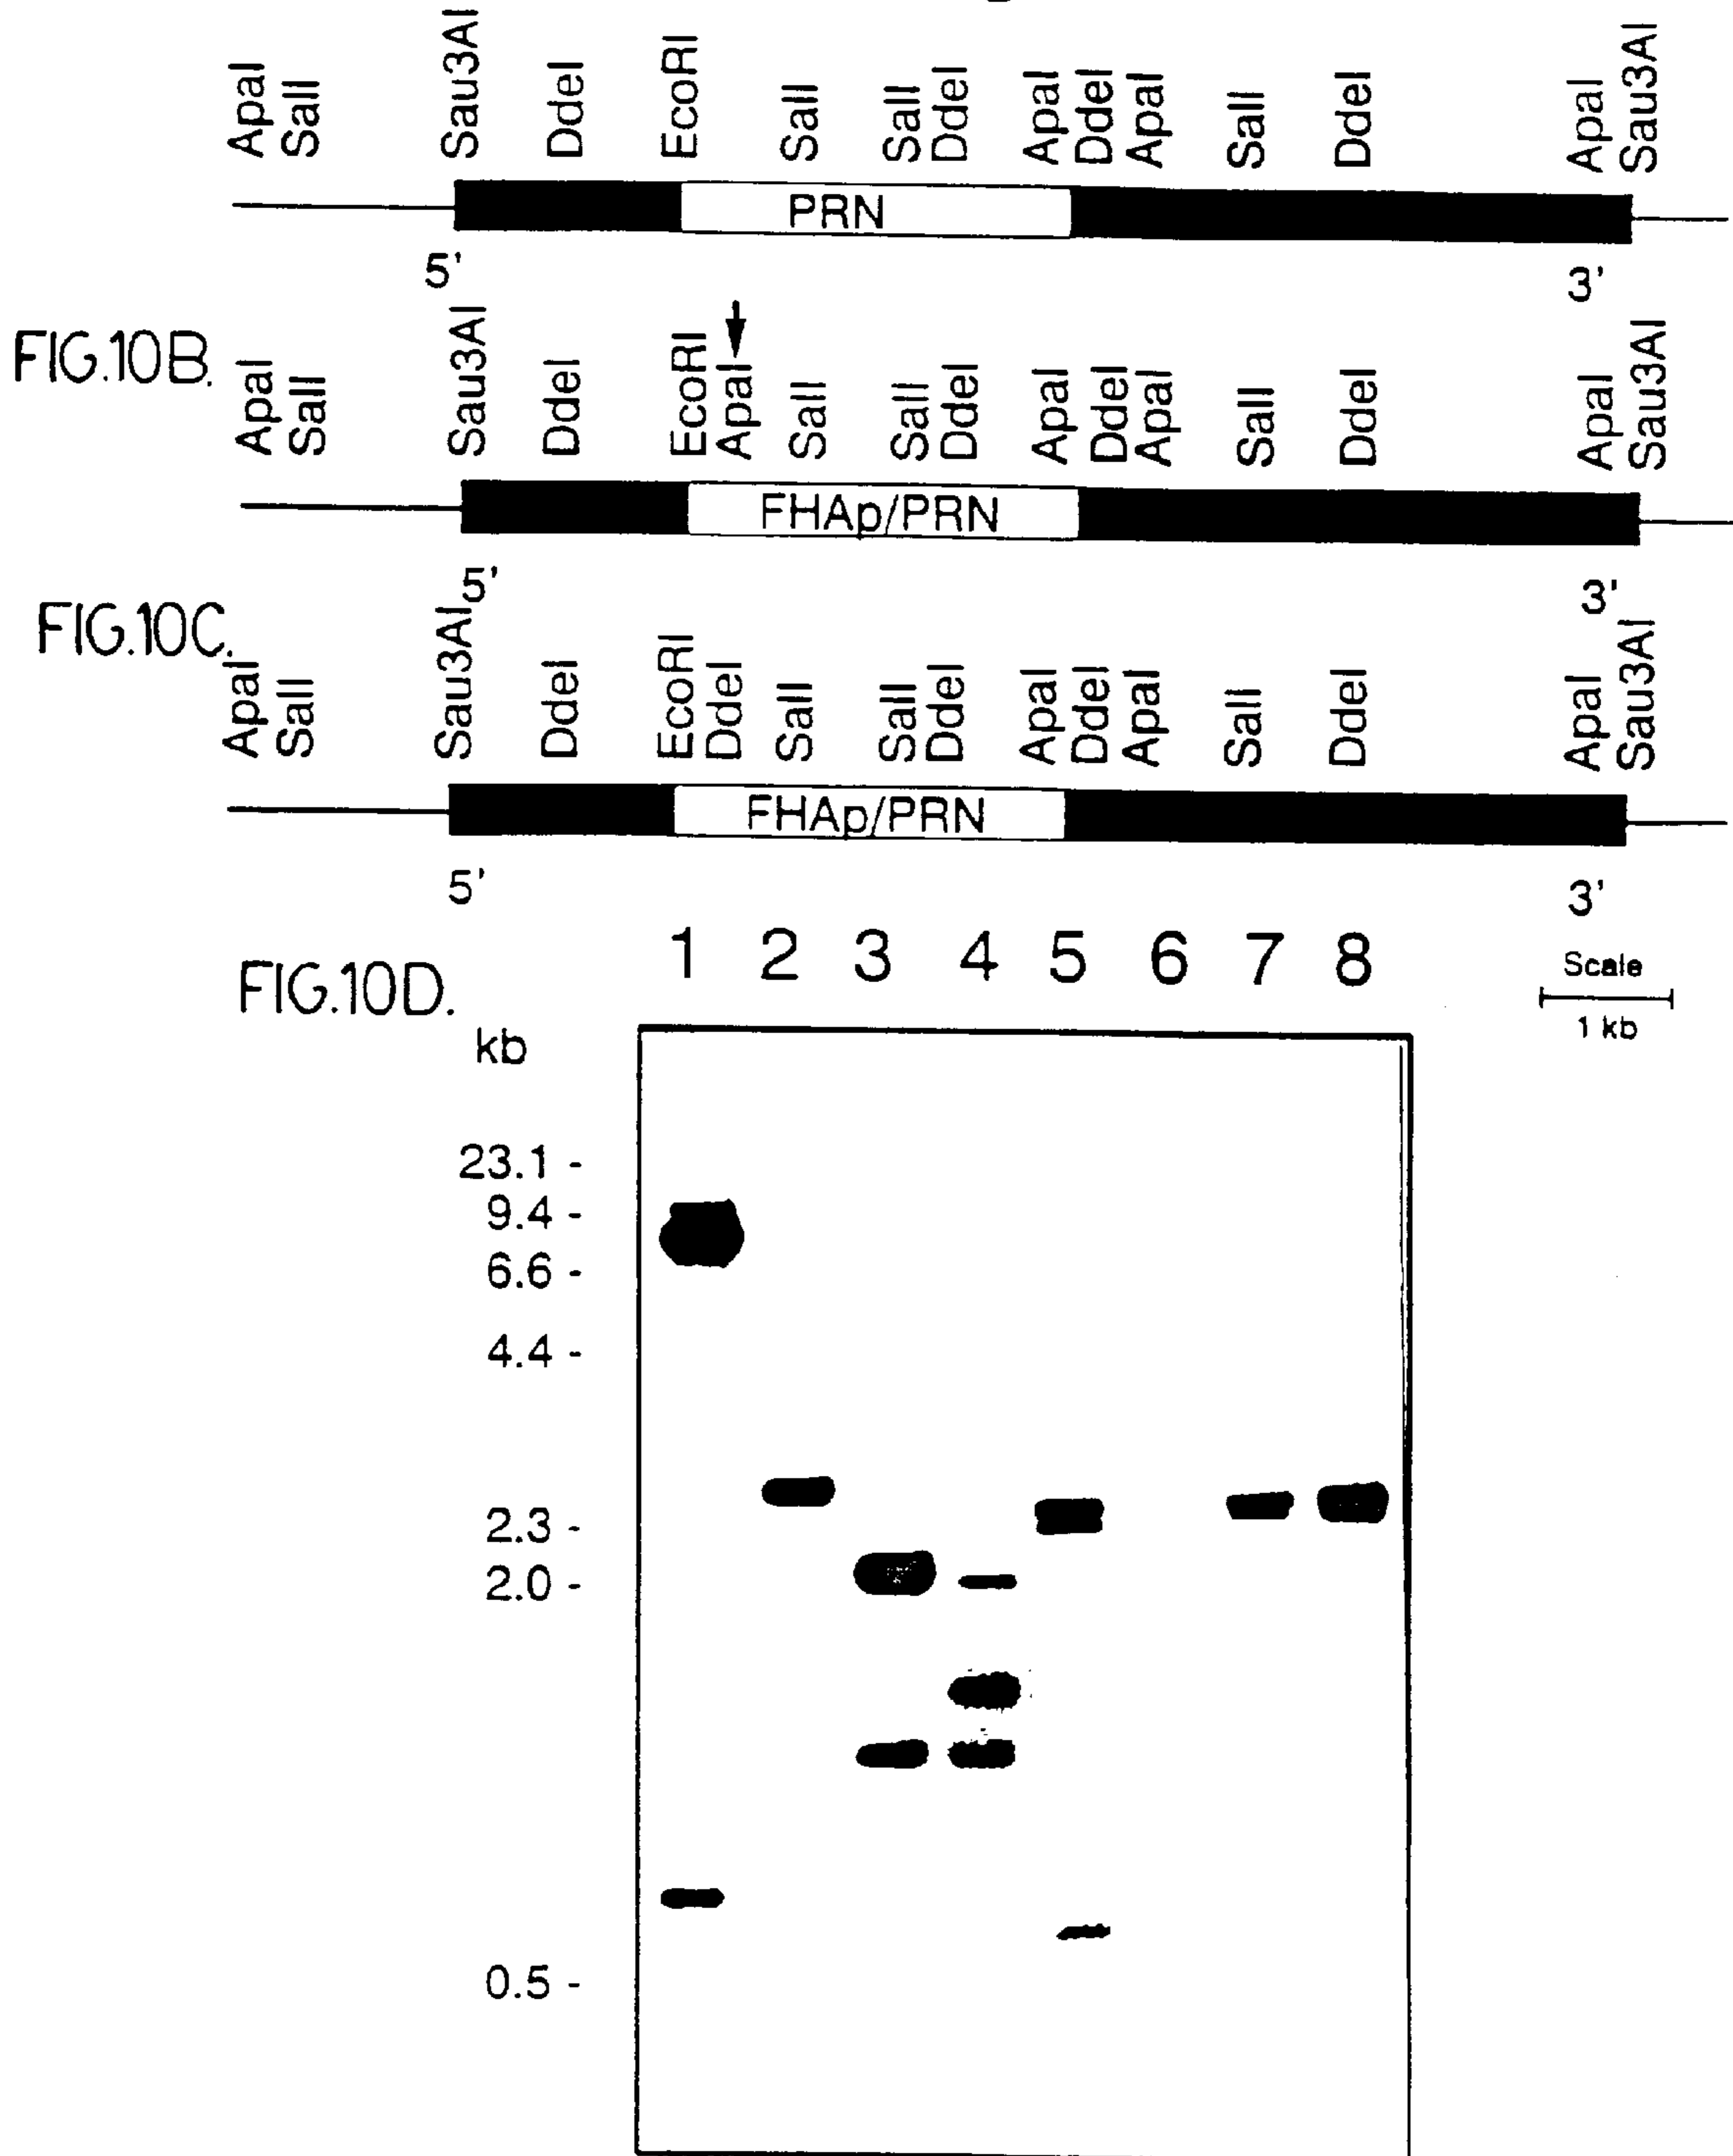 ApaI SalI Sau3AI DdeI EcoRI SalI SalI DdeI ApaI DdeI ApaI SalI DdeI ApaI Sau3AI
PRN
5' 3'
FIG.10B.
ApaI SalI Sau3AI DdeI EcoRI ApaI SalI SalI DdeI ApaI DdeI ApaI SalI DdeI ApaI Sau3AI
FHAp/PRN
5' 3'
FIG.10C.
ApaI SalI Sau3AI DdeI EcoRI DdeI SalI SalI DdeI ApaI DdeI ApaI SalI DdeI ApaI Sau3AI
FHAp/PRN
5' 3'
FIG.10D.
1 2 3 4 5 6 7 8
Scale
1 kb
kb
23.1 -
9.4 -
6.6 -
4.4 -
2.3 -
2.0 -
0.5 -